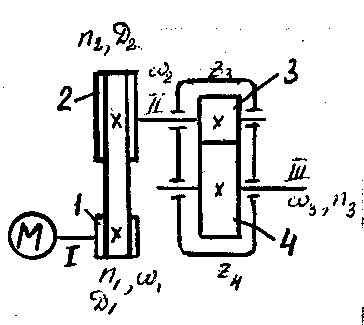 n₂, D₂
ω₂ z₃ 3
2 II
III
ω₃, n₃
1
M I 4
n₁, ω₁ z₄
D₁